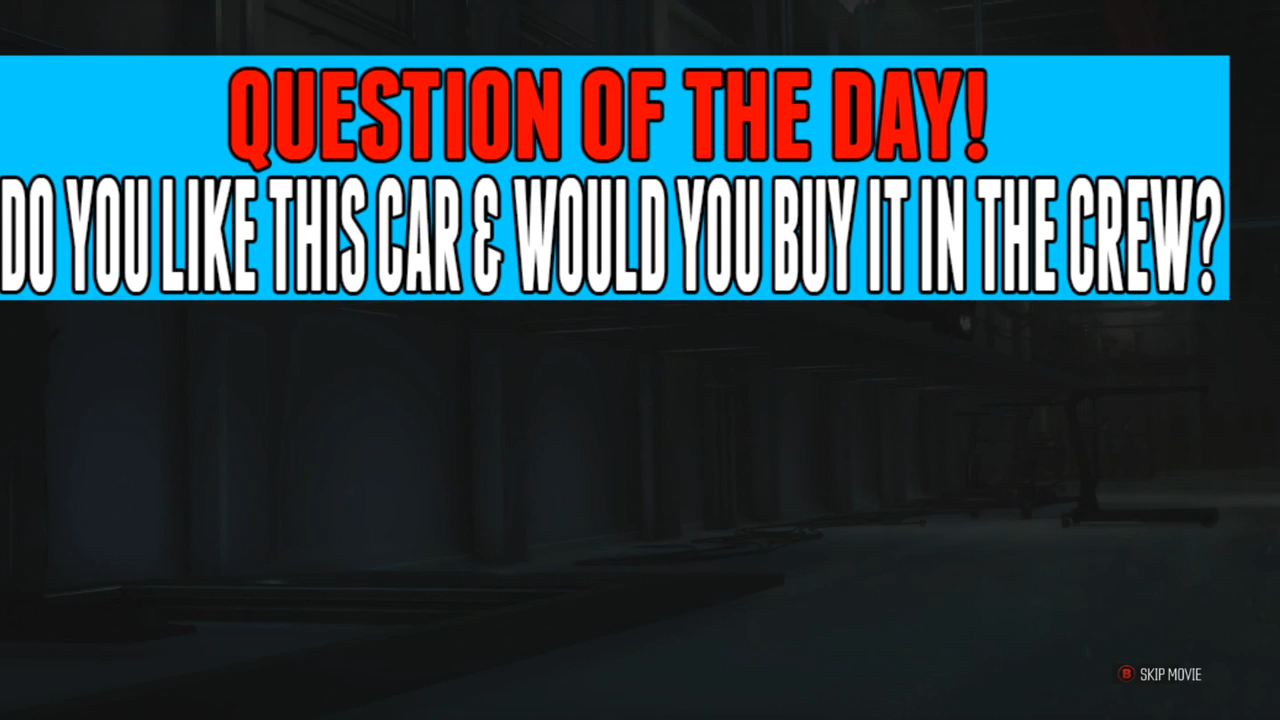 QUESTION OF THE DAY!
DO YOU LIKE THIS CAR & WOULD YOU BUY IT IN THE CREW?
B SKIP MOVIE